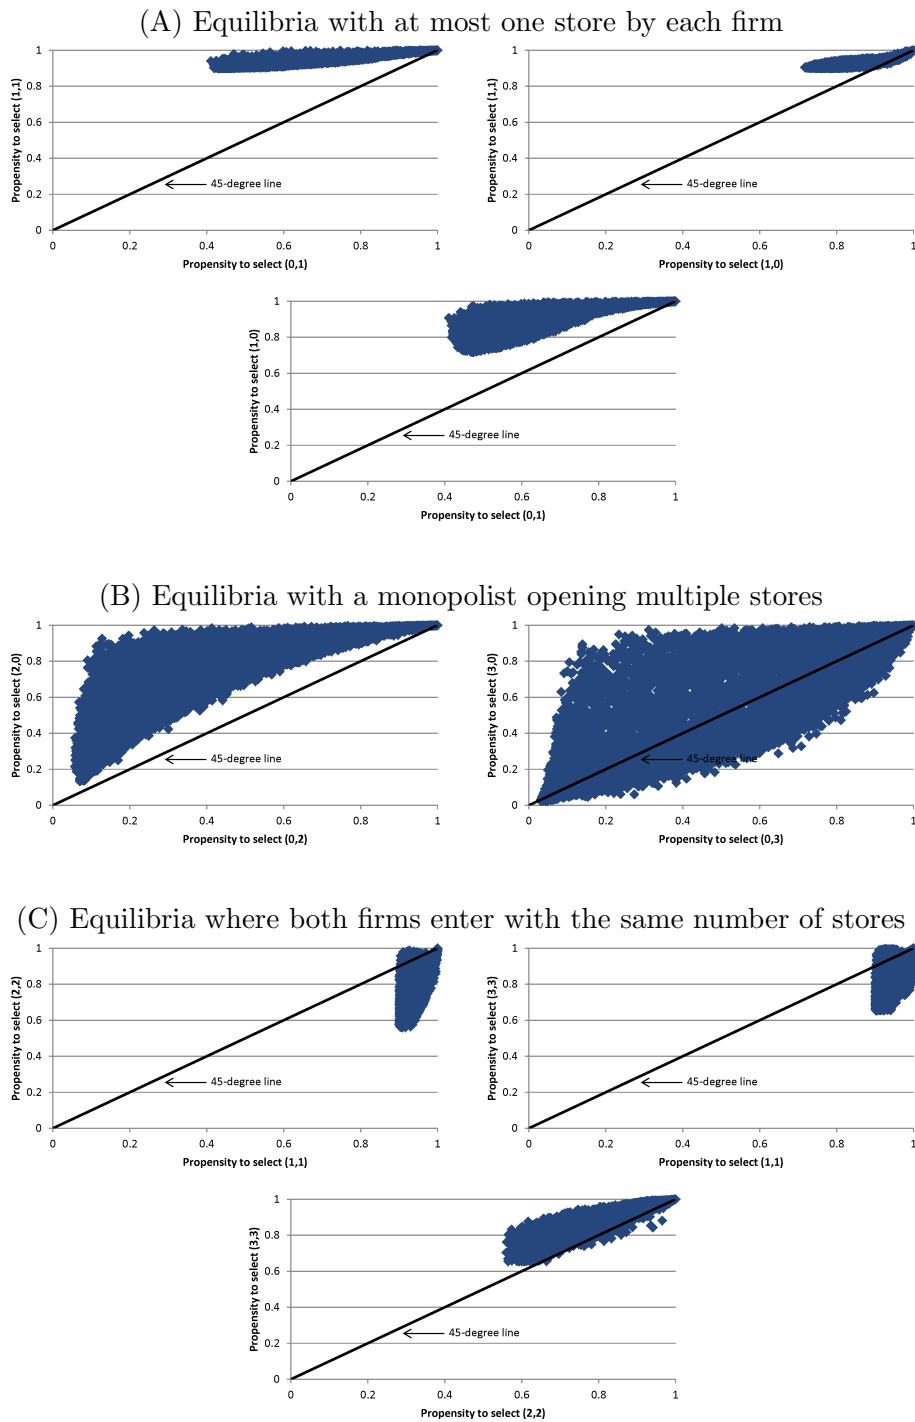 (A) Equilibria with at most one store by each firm
Propensity to select (1,1)
1
0.8
0.6
0.4
0.2
0
45-degree line
0 0.2 0.4 0.6 0.8 1
Propensity to select (0,1)
Propensity to select (1,1)
1
0.8
0.6
0.4
0.2
0
45-degree line
0 0.2 0.4 0.6 0.8 1
Propensity to select (1,0)
Propensity to select (1,0)
1
0.8
0.6
0.4
0.2
0
45-degree line
0 0.2 0.4 0.6 0.8 1
Propensity to select (0,1)
(B) Equilibria with a monopolist opening multiple stores
Propensity to select (2,0)
1
0.8
0.6
0.4
0.2
0
45-degree line
0 0.2 0.4 0.6 0.8 1
Propensity to select (0,2)
Propensity to select (3,0)
1
0.8
0.6
0.4
0.2
0
45-degree line
0 0.2 0.4 0.6 0.8 1
Propensity to select (0,3)
(C) Equilibria where both firms enter with the same number of stores
Propensity to select (2,2)
1
0.8
0.6
0.4
0.2
0
45-degree line
0 0.2 0.4 0.6 0.8 1
Propensity to select (1,1)
Propensity to select (3,3)
1
0.8
0.6
0.4
0.2
0
45-degree line
0 0.2 0.4 0.6 0.8 1
Propensity to select (1,1)
Propensity to select (3,3)
1
0.8
0.6
0.4
0.2
0
45-degree line
0 0.2 0.4 0.6 0.8 1
Propensity to select (2,2)